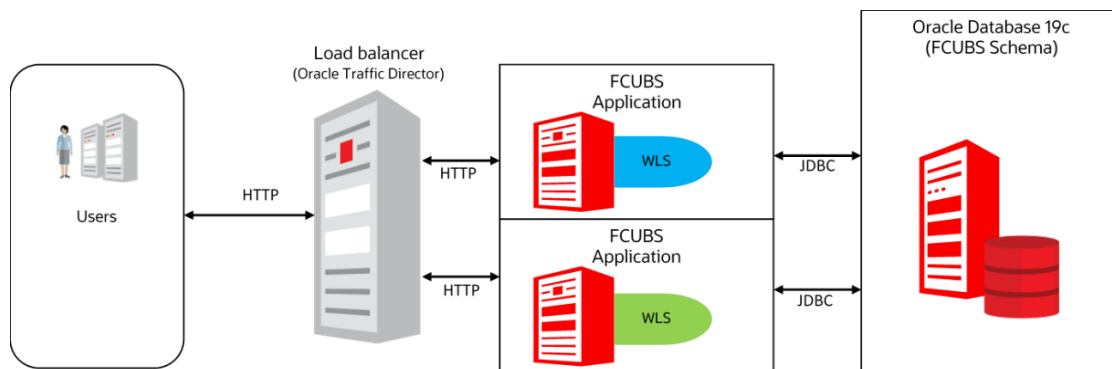 Users
HTTP
Load balancer
(Oracle Traffic Director)
HTTP
HTTP
FCUBS
Application
WLS
FCUBS
Application
WLS
JDBC
JDBC
Oracle Database 19c
(FCUBS Schema)